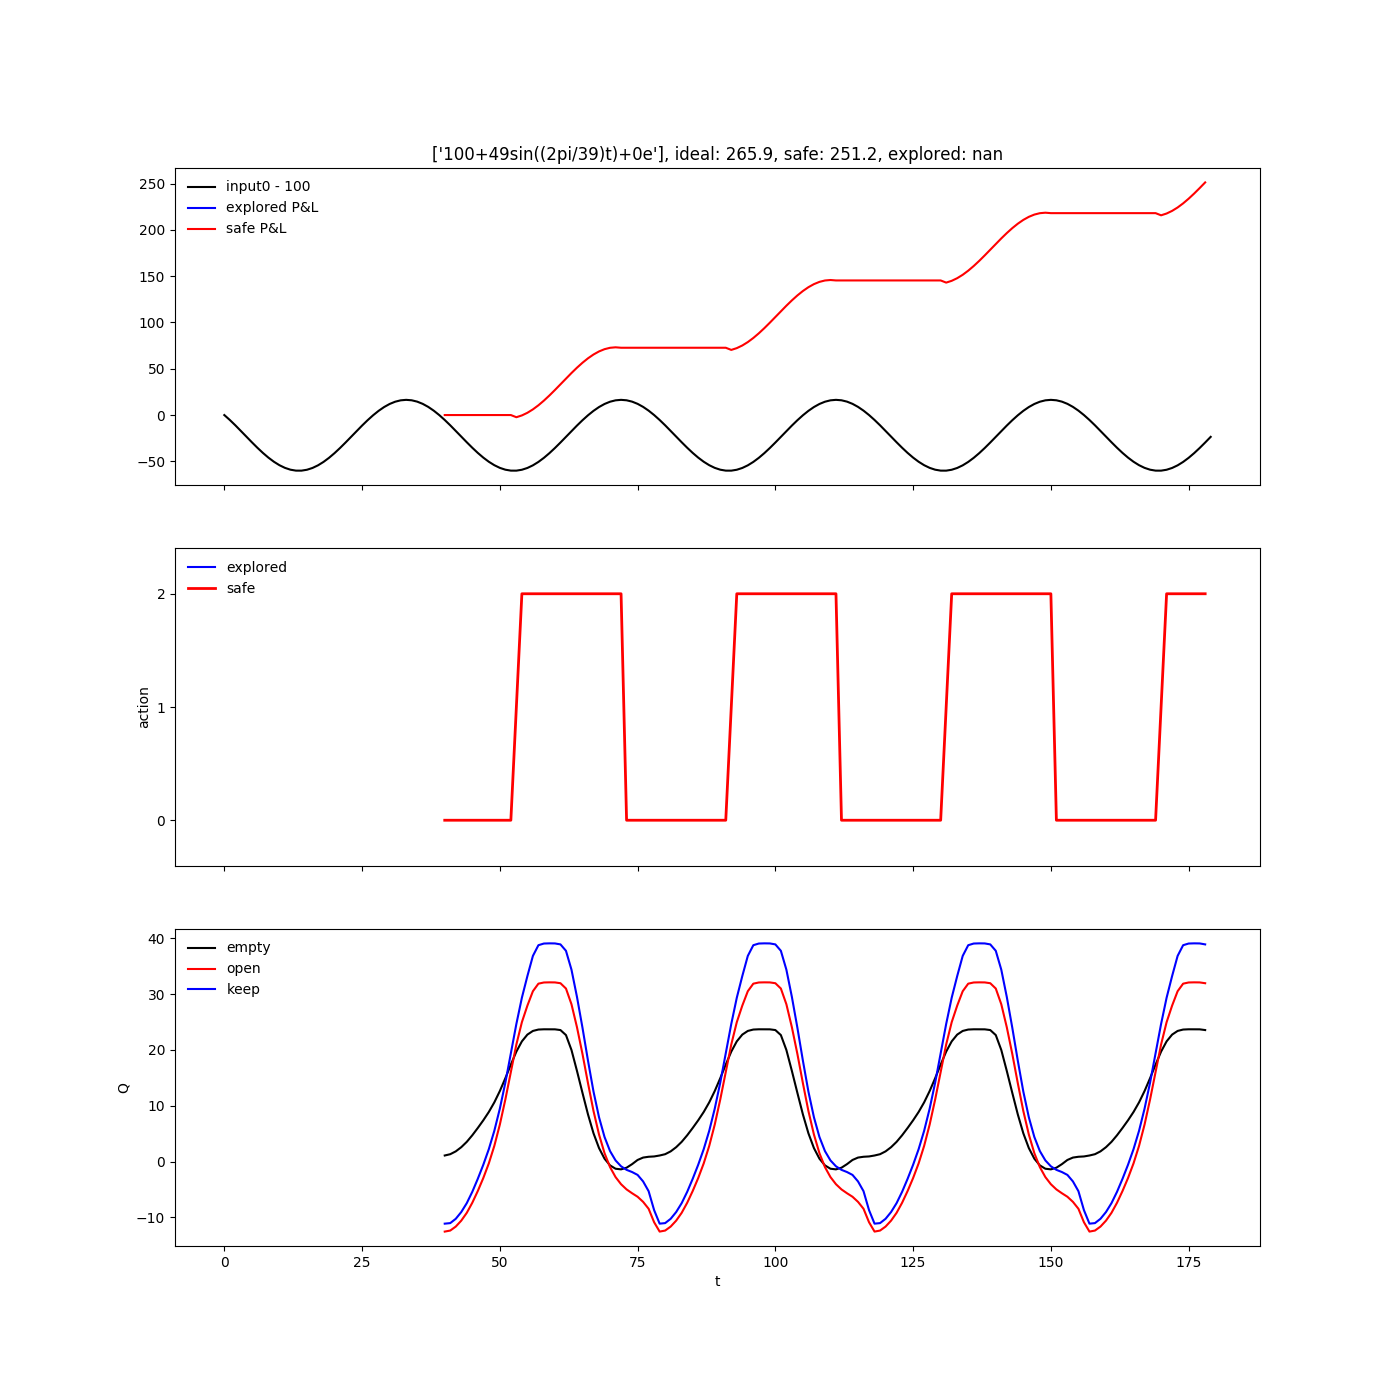 ['100+49sin((2pi/39)t)+0e'], ideal: 265.9, safe: 251.2, explored: nan
250
200
150
100
50
0
−50
input0 - 100
explored P&L
safe P&L
2
1
0
action
explored
safe
40
30
20
10
0
−10
Q
empty
open
keep
0 25 50 75 100 125 150 175
t